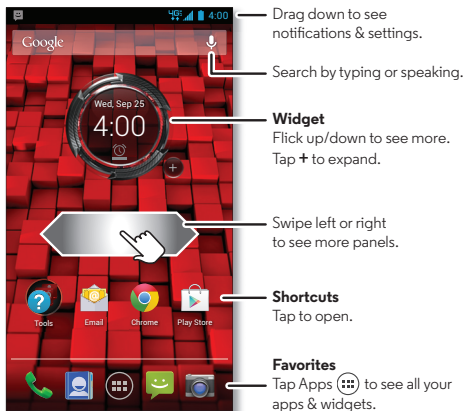 4G 4:00
Drag down to see
notifications & settings.
Google
Search by typing or speaking.
Wed, Sep 25
4:00
Widget
Flick up/down to see more.
Tap + to expand.
Swipe left or right
to see more panels.
Tools
Email
Chrome
Play Store
Shortcuts
Tap to open.
Favorites
Tap Apps to see all your
apps & widgets.